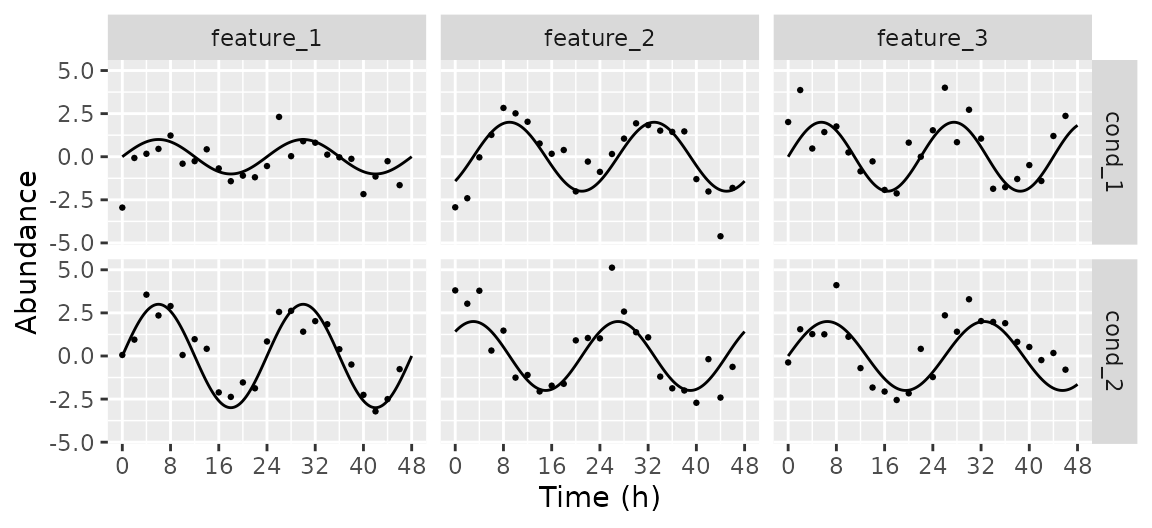 feature_1 feature_2 feature_3
Abundance
5.0
2.5
0.0
-2.5
-5.0
cond_1
5.0
2.5
0.0
-2.5
-5.0
cond_2
0 8 16 24 32 40 48 0 8 16 24 32 40 48 0 8 16 24 32 40 48
Time (h)